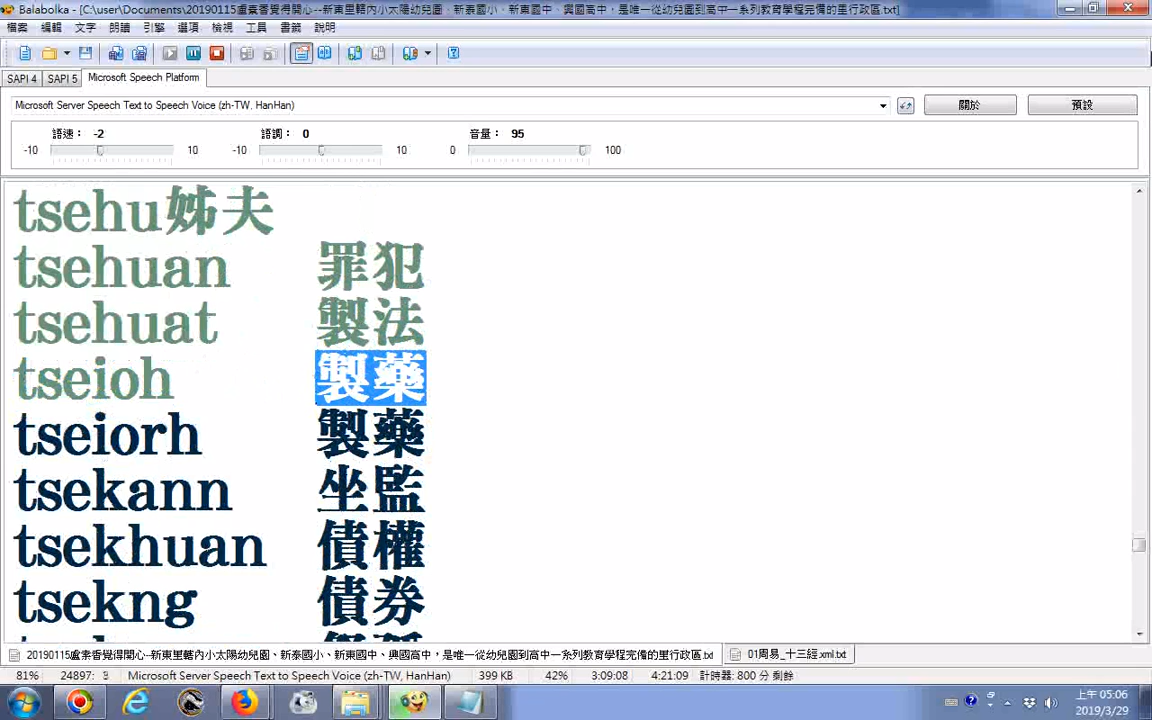 Balabolka - [C:\user\Documents\20190115盧素香覺得開心--新東里轄內小太陽幼兒園、新泰國小、新東國中、興國高中，是唯一從幼兒園到高中一系列教育學程完備的里行政區.txt]
檔案 編輯 文字 朗讀 引擎 選項 檢視 工具 書籤 說明
SAPI 4 SAPI 5 Microsoft Speech Platform
Microsoft Server Speech Text to Speech Voice (zh-TW, HanHan) 關於 預設
語速： -2 語調： 0 音量： 95
-10 10 -10 10 0 100
tsehu姊夫
tsehuan 罪犯
tsehuat 製法
tseioh 製藥
tseiorh 製藥
tsekann 坐監
tsekhuan 債權
tsekng 債券
20190115盧素香覺得開心--新東里轄內小太陽幼兒園、新泰國小、新東國中、興國高中，是唯一從幼兒園到高中一系列教育學程完備的里行政區.txt 01周易_十三經.xml.txt
81% 24897: 3 Microsoft Server Speech Text to Speech Voice (zh-TW, HanHan) 399 KB 42% 3:09:08 4:21:09 計時器: 800 分 剩餘
上午 05:06
2019/3/29